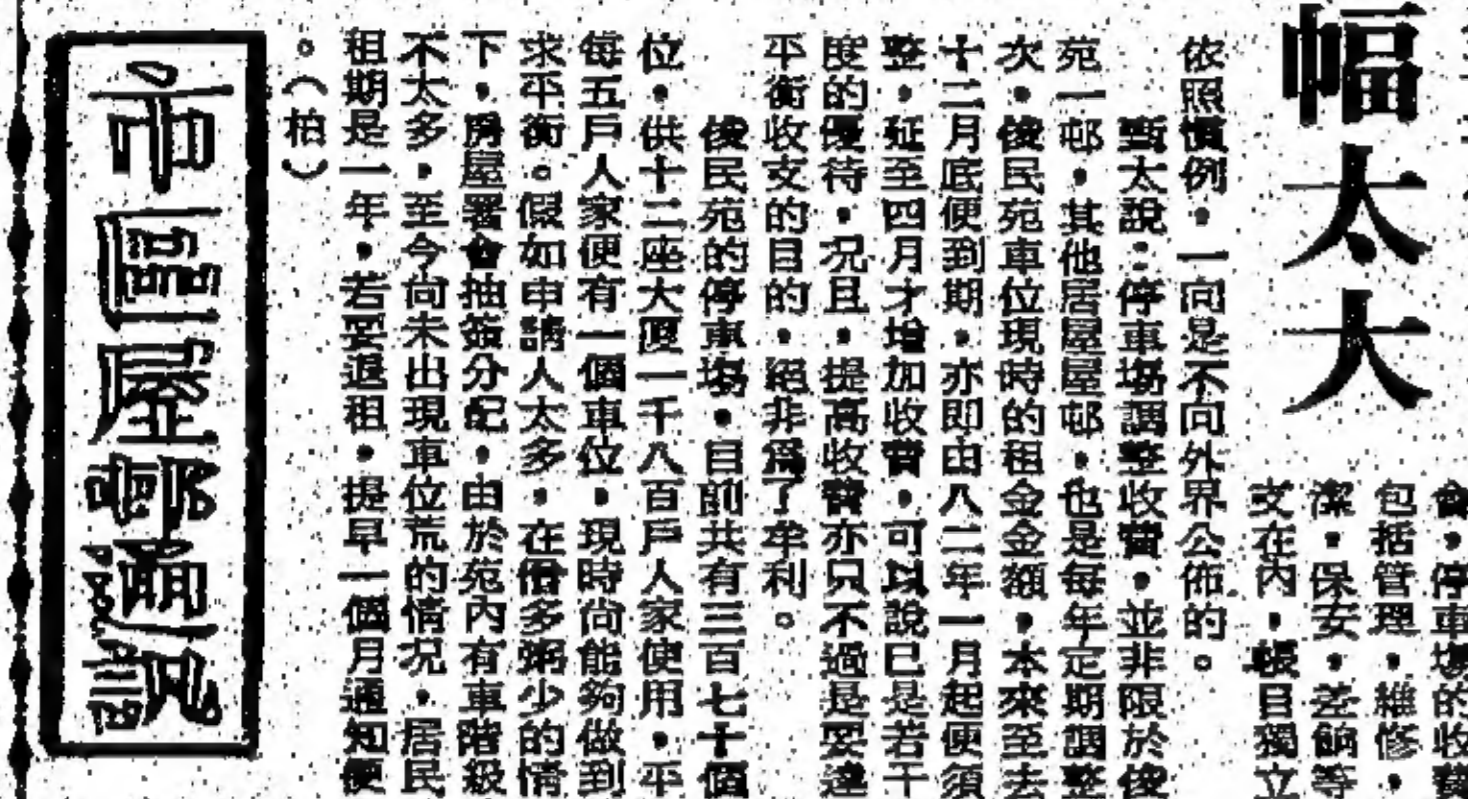 幅太大
會，停車場的收費
包括管理，維修，
潔，保安，差餉等
支在內，帳目獨立
依照慣例，一向是不向外界公佈的。
太說：停車場調整收費，並非限於俊
苑一邨，其他居屋屋邨，也是每年定期調整
次，俊民苑車位現時的租金金額，本來至去
十二月底便到期，亦即由八二年一月起便須
整，延至四月才增加收費，可以說已是若干
度的優待，況且，提高收費亦只不過是要達
平衡收支的目的，絕非爲了牟利。
俊民苑的停車場，目前共有三百七十個
位，供十二座大廈一千八百戶人家使用，平
每五戶人家便有一個車位，現時尚能夠做到
求平衡。假如申請人太多，在僧多粥少的情
下，房屋署會抽簽分配，由於苑內有車階級
不太多，至今尚未出現車位荒的情況，居民
租期是一年，若要退租，提早一個月通知便
。（柏）
市區屋邨通訊